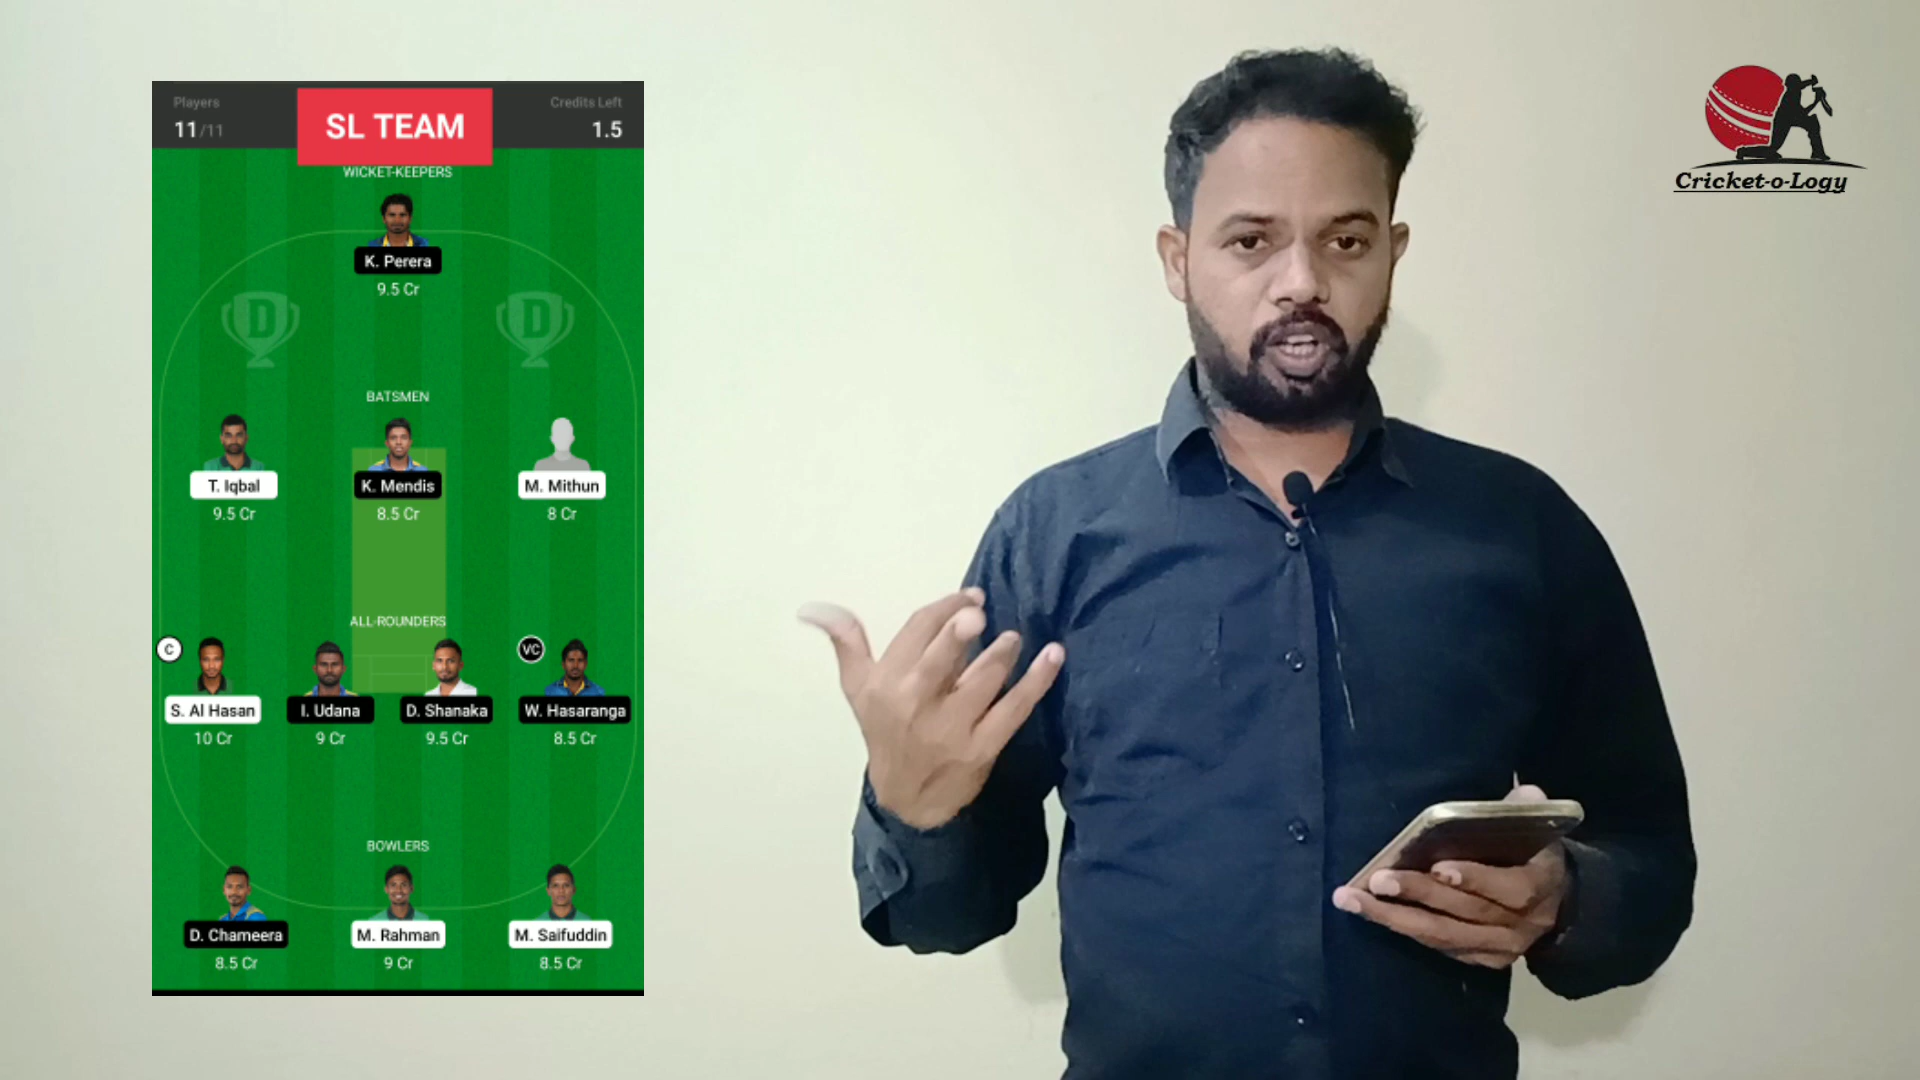 Players
11/11
SL TEAM
Credits Left
1.5
WICKET-KEEPERS
K. Perera
9.5 Cr
D
D
BATSMEN
T. Iqbal
K. Mendis
M. Mithun
9.5 Cr
8.5 Cr
8 Cr
ALL-ROUNDERS
C
VC
S. Al Hasan
I. Udana
D. Shanaka
W. Hasaranga
10 Cr
9 Cr
9.5 Cr
8.5 Cr
BOWLERS
D. Chameera
M. Rahman
M. Saifuddin
8.5 Cr
9 Cr
8.5 Cr
Cricket-o-Logy